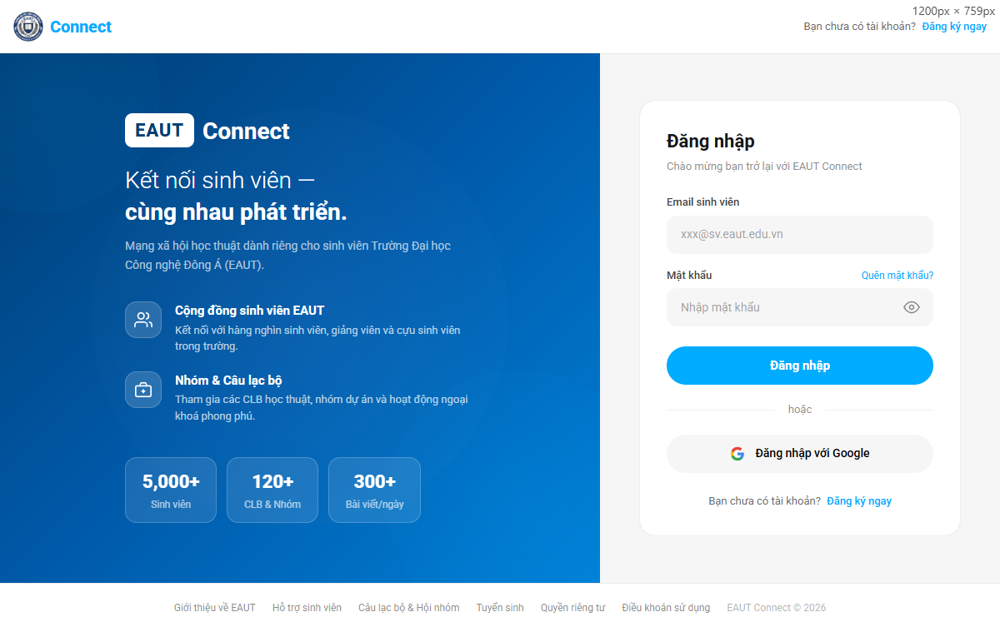 1200px × 759px
Connect
Bạn chưa có tài khoản? Đăng ký ngay
EAUT Connect
Kết nối sinh viên —
cùng nhau phát triển.
Mạng xã hội học thuật dành riêng cho sinh viên Trường Đại học
Công nghệ Đông Á (EAUT).
Cộng đồng sinh viên EAUT
Kết nối với hàng nghìn sinh viên, giảng viên và cựu sinh viên
trong trường.
Nhóm & Câu lạc bộ
Tham gia các CLB học thuật, nhóm dự án và hoạt động ngoại
khoá phong phú.
5,000+
Sinh viên
120+
CLB & Nhóm
300+
Bài viết/ngày
Đăng nhập
Chào mừng bạn trở lại với EAUT Connect
Email sinh viên
xxx@sv.eaut.edu.vn
Mật khẩu
Quên mật khẩu?
Nhập mật khẩu
Đăng nhập
hoặc
Đăng nhập với Google
Bạn chưa có tài khoản? Đăng ký ngay
Giới thiệu về EAUT Hỗ trợ sinh viên Câu lạc bộ & Hội nhóm Tuyển sinh Quyền riêng tư Điều khoản sử dụng EAUT Connect © 2026